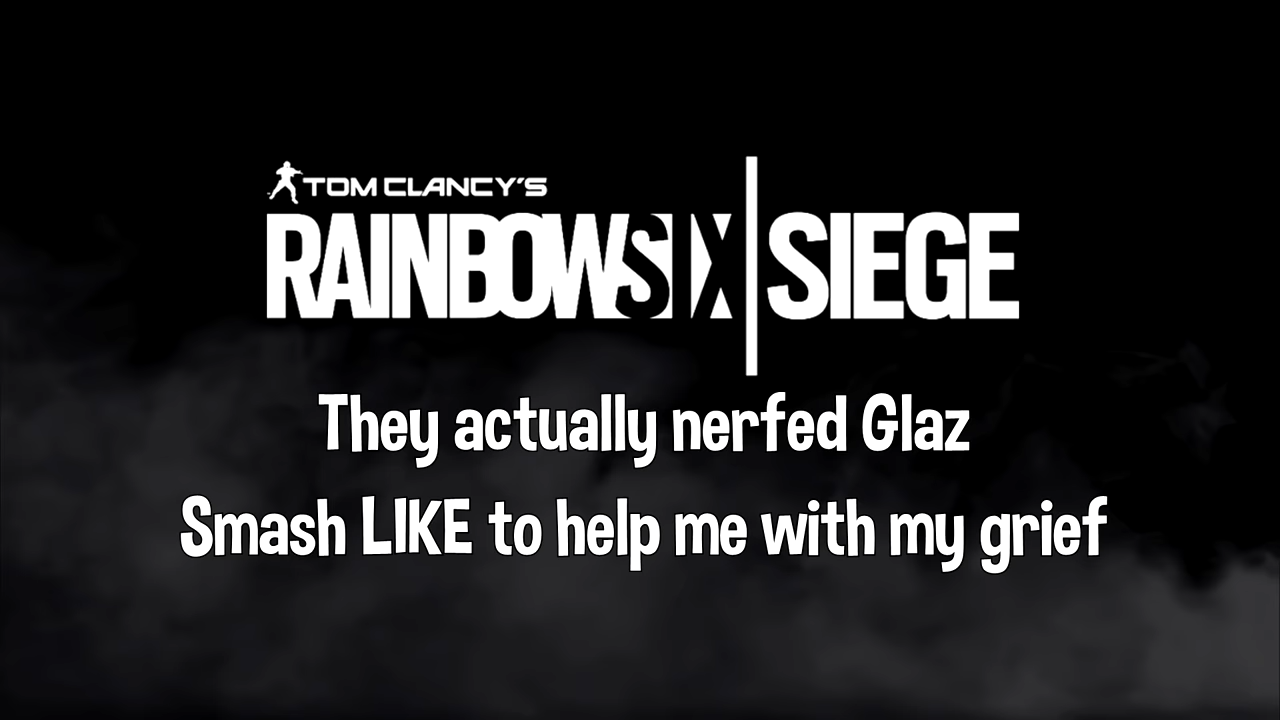 TOM CLANCY'S
RAINBOWSIX SIEGE
They actually nerfed Glaz
Smash LIKE to help me with my grief